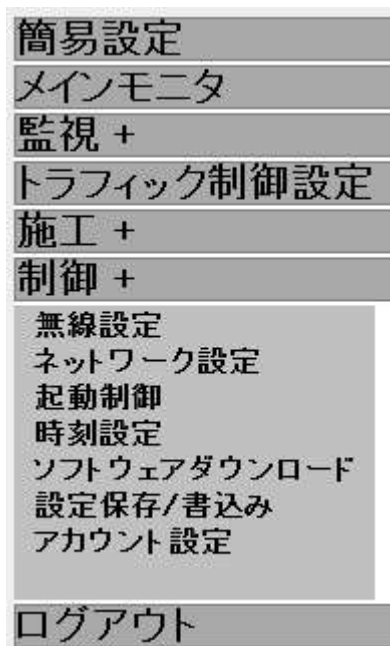 簡易設定
メインモニタ
監視 +
トラフィック制御設定
施工 +
制御 +
無線設定
ネットワーク設定
起動制御
時刻設定
ソフトウェアダウンロード
設定保存/書込み
アカウント設定
ログアウト